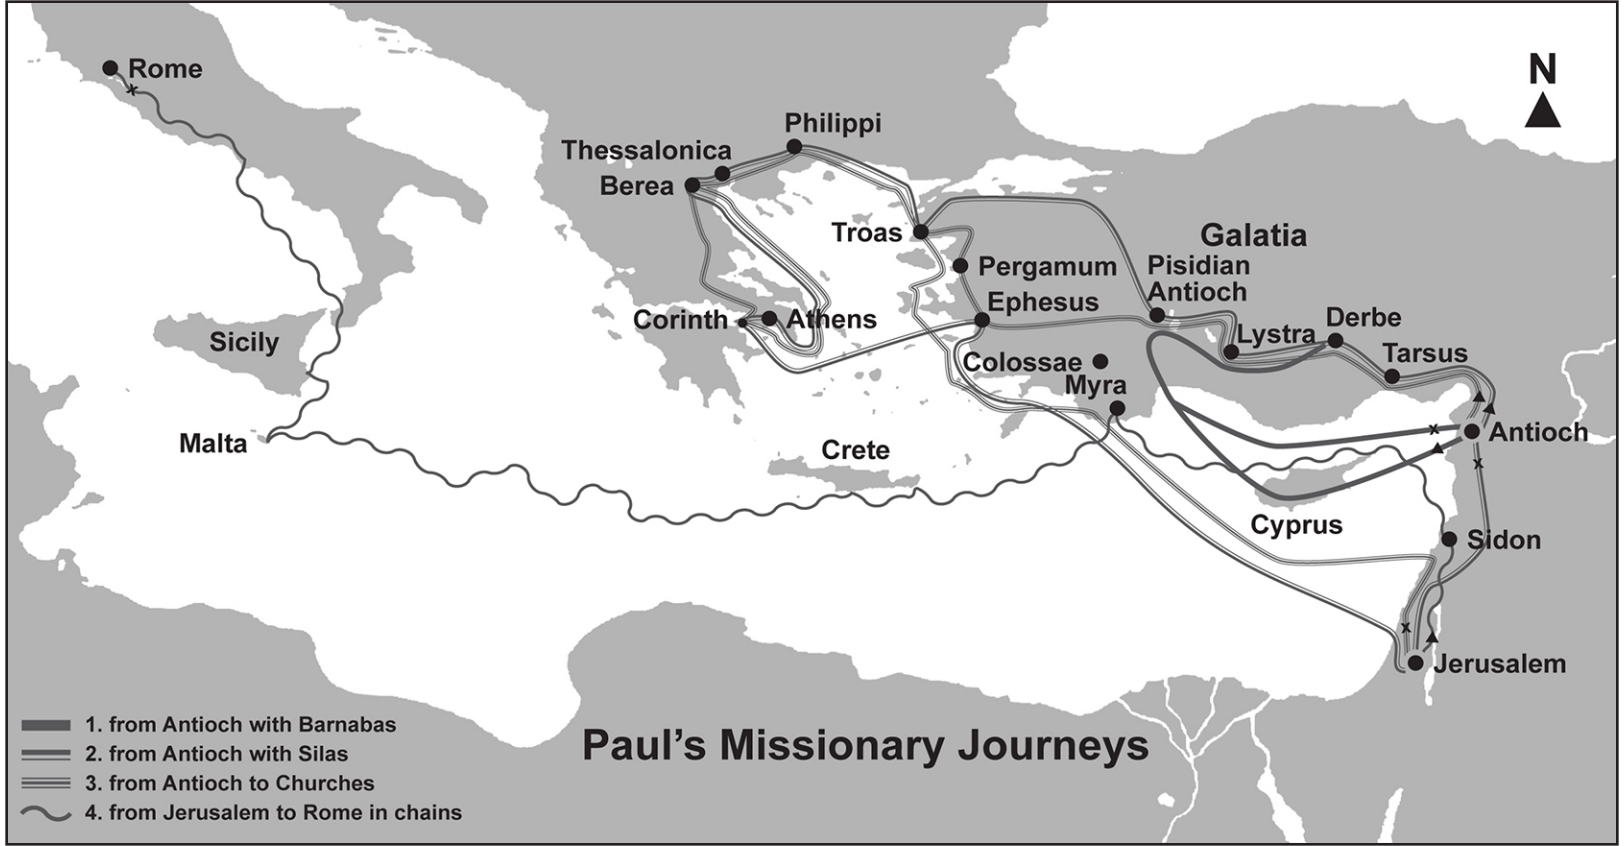 Rome
N
Philippi
Thessalonica
Berea
Troas
Galatia
Pergamum
Pisidian
Antioch
Ephesus
Corinth
Athens
Derbe
Lystra
Sicily
Tarsus
Colossae
Myra
Malta
Antioch
Crete
Cyprus
Sidon
Jerusalem
Paul's Missionary Journeys
1. from Antioch with Barnabas
2. from Antioch with Silas
3. from Antioch to Churches
4. from Jerusalem to Rome in chains